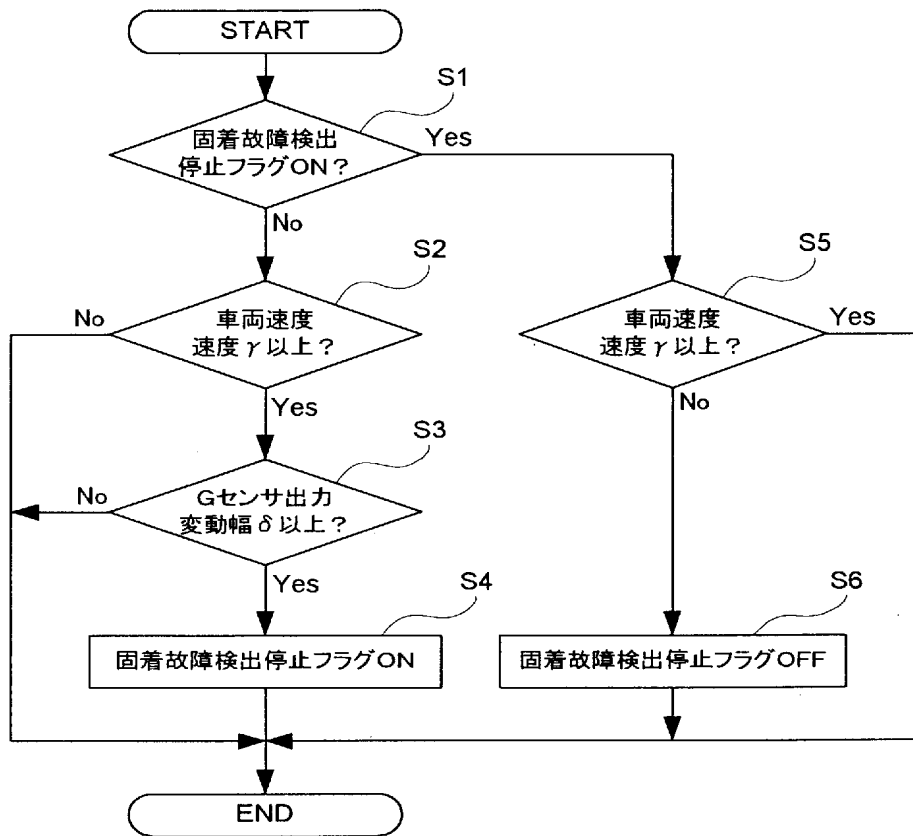 START
S1
固着故障検出
停止フラグON？
Yes
No
S2
車両速度
速度γ以上？
No
Yes
S5
車両速度
速度γ以上？
Yes
No
S3
Gセンサ出力
変動幅δ以上？
No
Yes
S4
固着故障検出停止フラグON
S6
固着故障検出停止フラグOFF
END